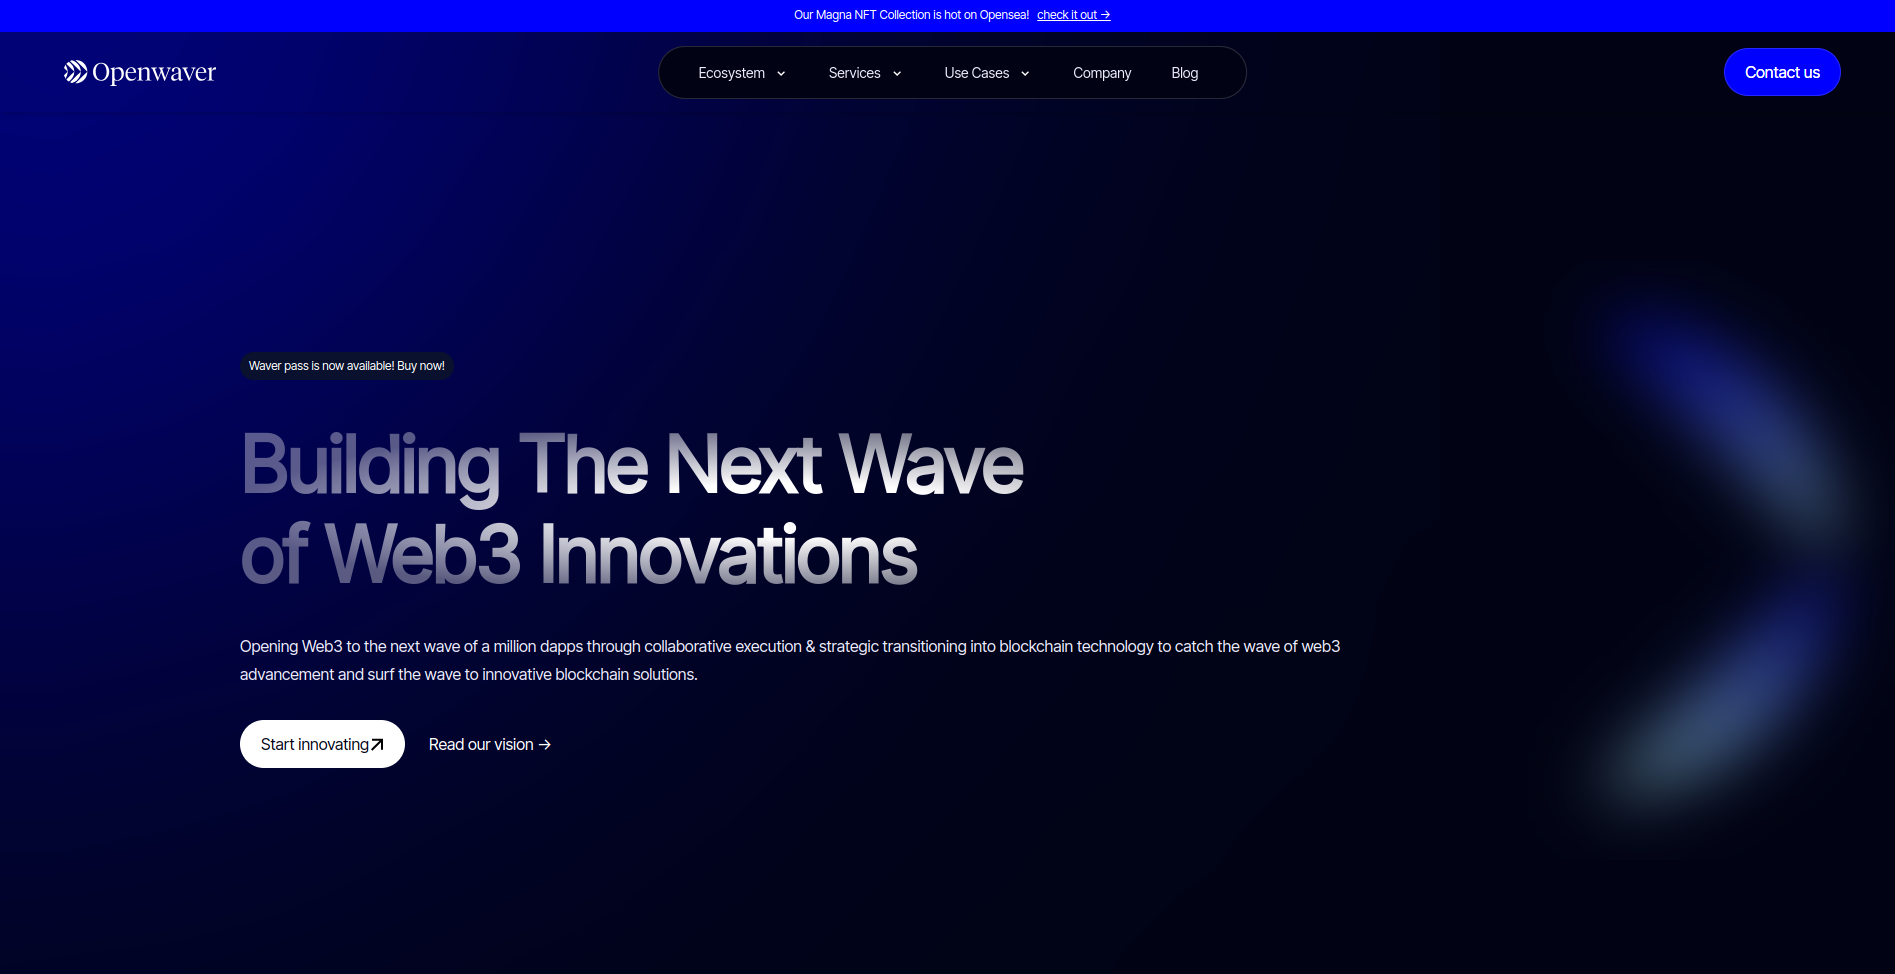 Our Magna NFT Collection is hot on Opensea! check it out →
Openwaver
Ecosystem Services Use Cases Company Blog
Contact us
Waver pass is now available! Buy now!
Building The Next Wave
of Web3 Innovations
Opening Web3 to the next wave of a million dapps through collaborative execution & strategic transitioning into blockchain technology to catch the wave of web3
advancement and surf the wave to innovative blockchain solutions.
Start innovating Read our vision →